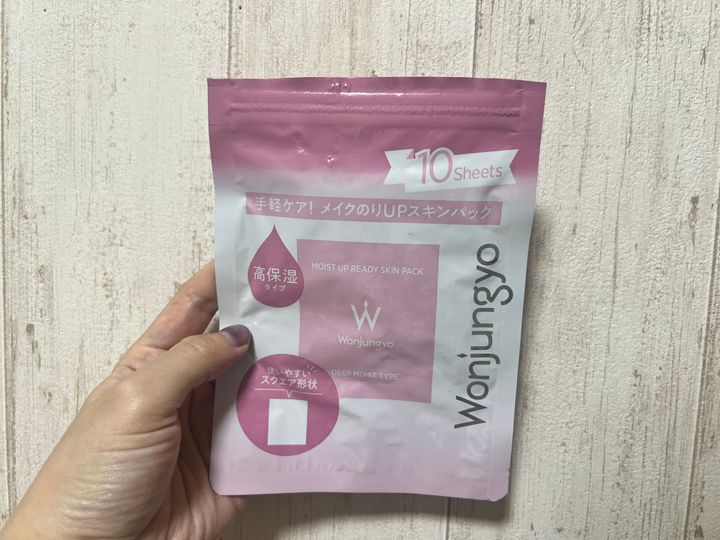 10 Sheets
手軽ケア! メイクのりUPスキンパック
高保湿
タイプ
MOIST UP READY SKIN PACK
W
Wonjungyo
DEEP MOIST TYPE
使いやすい
スクエア形状
Wonjungyo